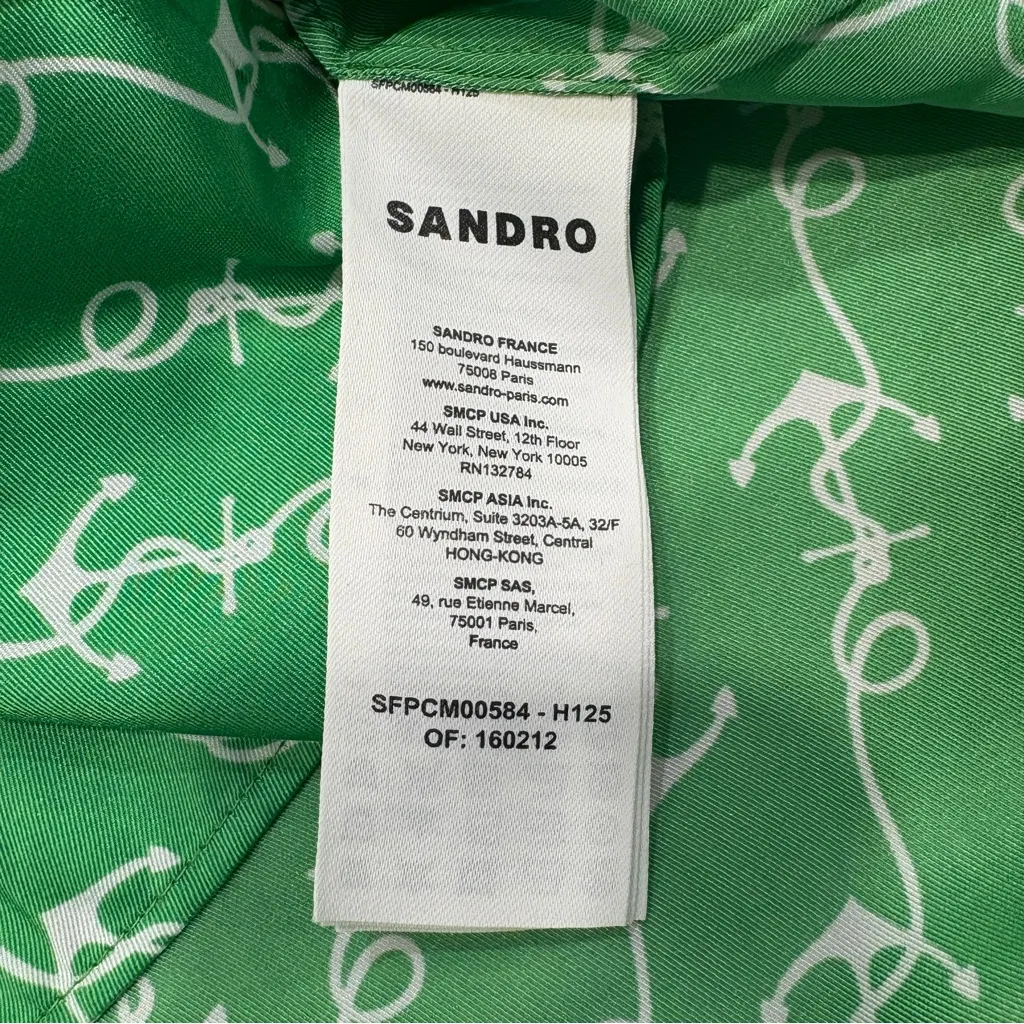 SFPCM00584 - H125
SANDRO
SANDRO FRANCE
150 boulevard Haussmann
75008 Paris
www.sandro-paris.com
SMCP USA Inc.
44 Wall Street, 12th Floor
New York, New York 10005
RN132784
SMCP ASIA Inc.
The Centrium, Suite 3203A-5A, 32/F
60 Wyndham Street, Central
HONG-KONG
SMCP SAS,
49, rue Etienne Marcel,
75001 Paris,
France
SFPCM00584 - H125
OF: 160212